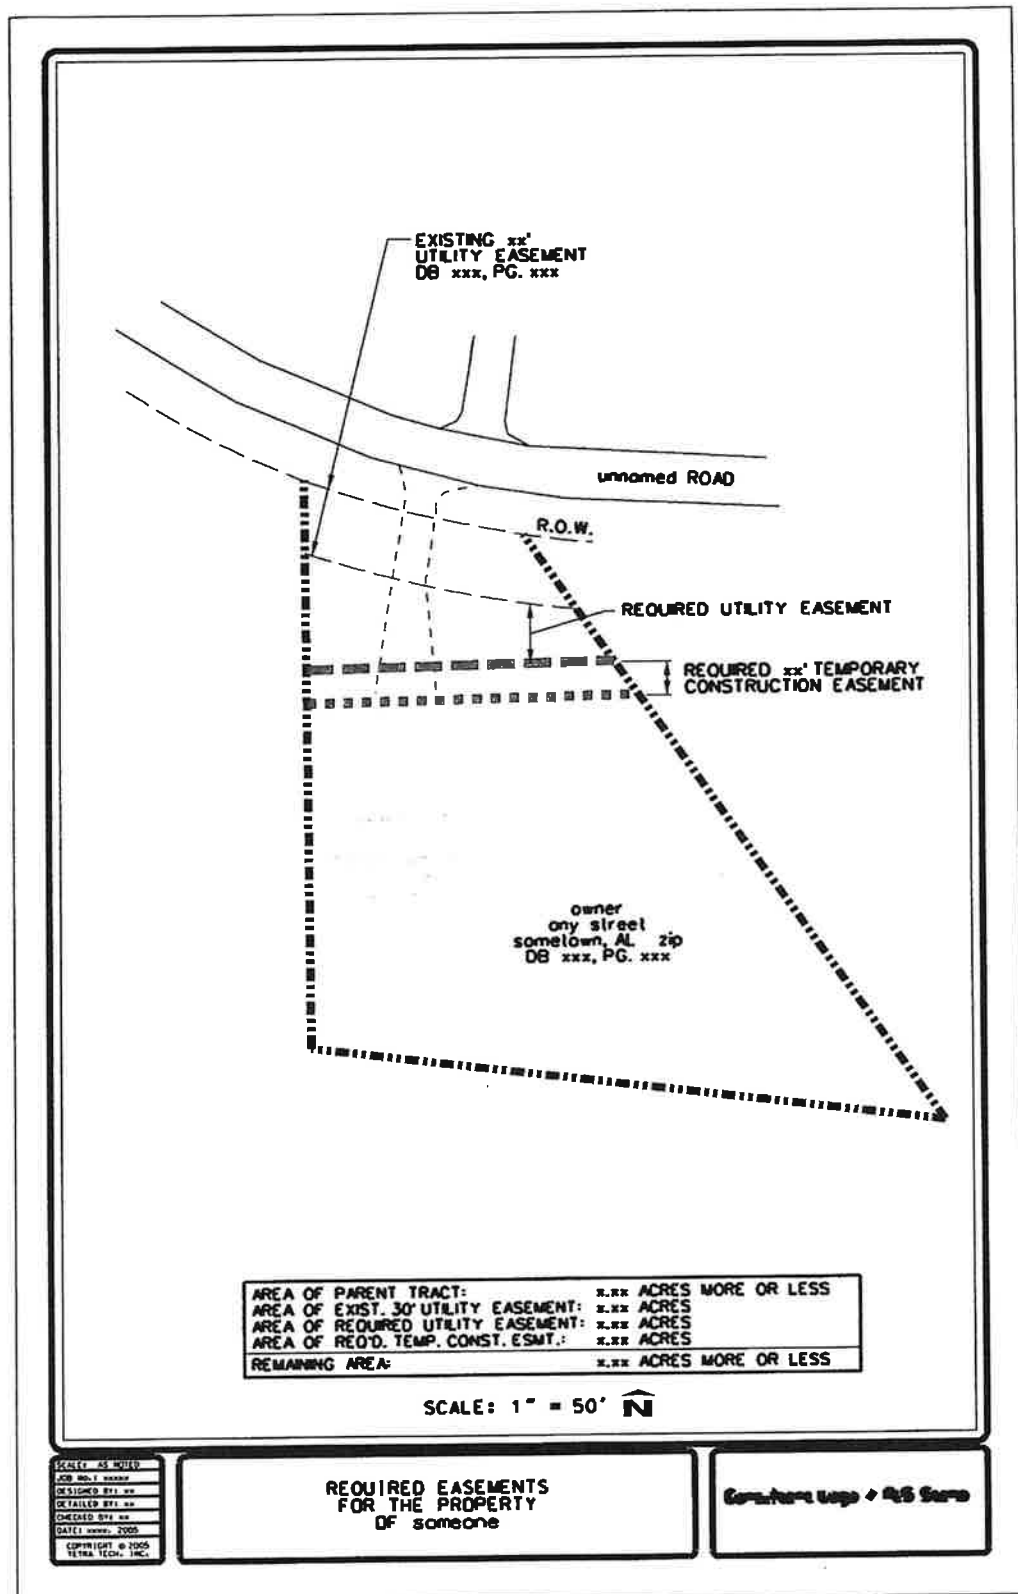 EXISTING xx'
UTILITY EASEMENT
DB xxx, PG. xxx
unnamed ROAD
R.O.W.
REQUIRED UTILITY EASEMENT
REQUIRED xx' TEMPORARY
CONSTRUCTION EASEMENT
owner
any street
sometown, AL zip
DB xxx, PG. xxx
AREA OF PARENT TRACT: x.xx ACRES MORE OR LESS
AREA OF EXIST. 30' UTILITY EASEMENT: x.xx ACRES
AREA OF REQUIRED UTILITY EASEMENT: x.xx ACRES
AREA OF REQ'D. TEMP. CONST. ESMT.: x.xx ACRES
REMAINING AREA: x.xx ACRES MORE OR LESS
SCALE: 1" = 50' N
SCALE: AS NOTED
JOB NO.: xxxxx
DESIGNED BY: xx
DETAILED BY: xx
CHECKED BY: xx
DATE: xxxx, 2005
COPYRIGHT © 2005
TETRA TECH, INC.
REQUIRED EASEMENTS
FOR THE PROPERTY
OF someone
Logo